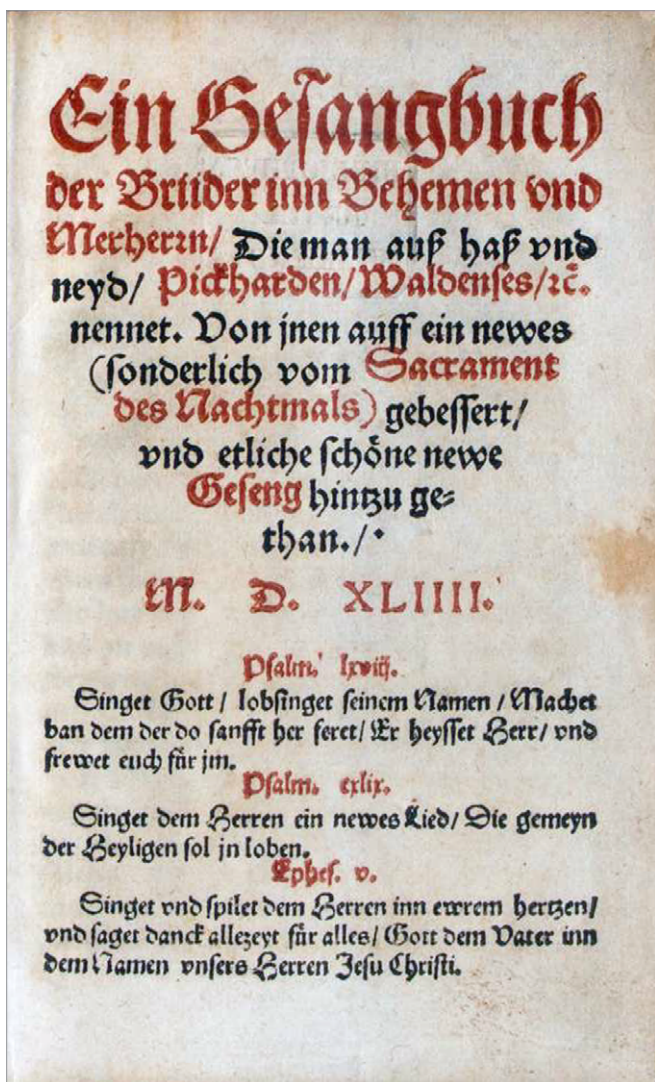 Ein Gesangbuch
der Brüder inn Behemen vnd
Merherrn/ Die man auß haß vnd
neyd/ Pickharden/ Waldenses/ ꝛc̃.
nennet. Von jnen auff ein newes
(sonderlich vom Sacrament
des Nachtmals) gebessert/
vnd etliche schöne newe
Geseng hintzu ge⸗
than./·
M. D. XLIIII.
Psalm. lxviij.
Singet Gott / lobsinget seinem Namen / Machet
ban dem der do sanfft her feret/ Er heysset Herr/ vnd
frewet euch für jm.
Psalm. cxlix.
Singet dem Herren ein newes Lied/ Die gemeyn
der Heyligen sol jn loben.
Ephes. v.
Singet vnd spilet dem Herren inn ewrem hertzen/
vnd saget danck allezeyt für alles/ Gott dem Vater inn
dem Namen vnsers Herren Jesu Christi.